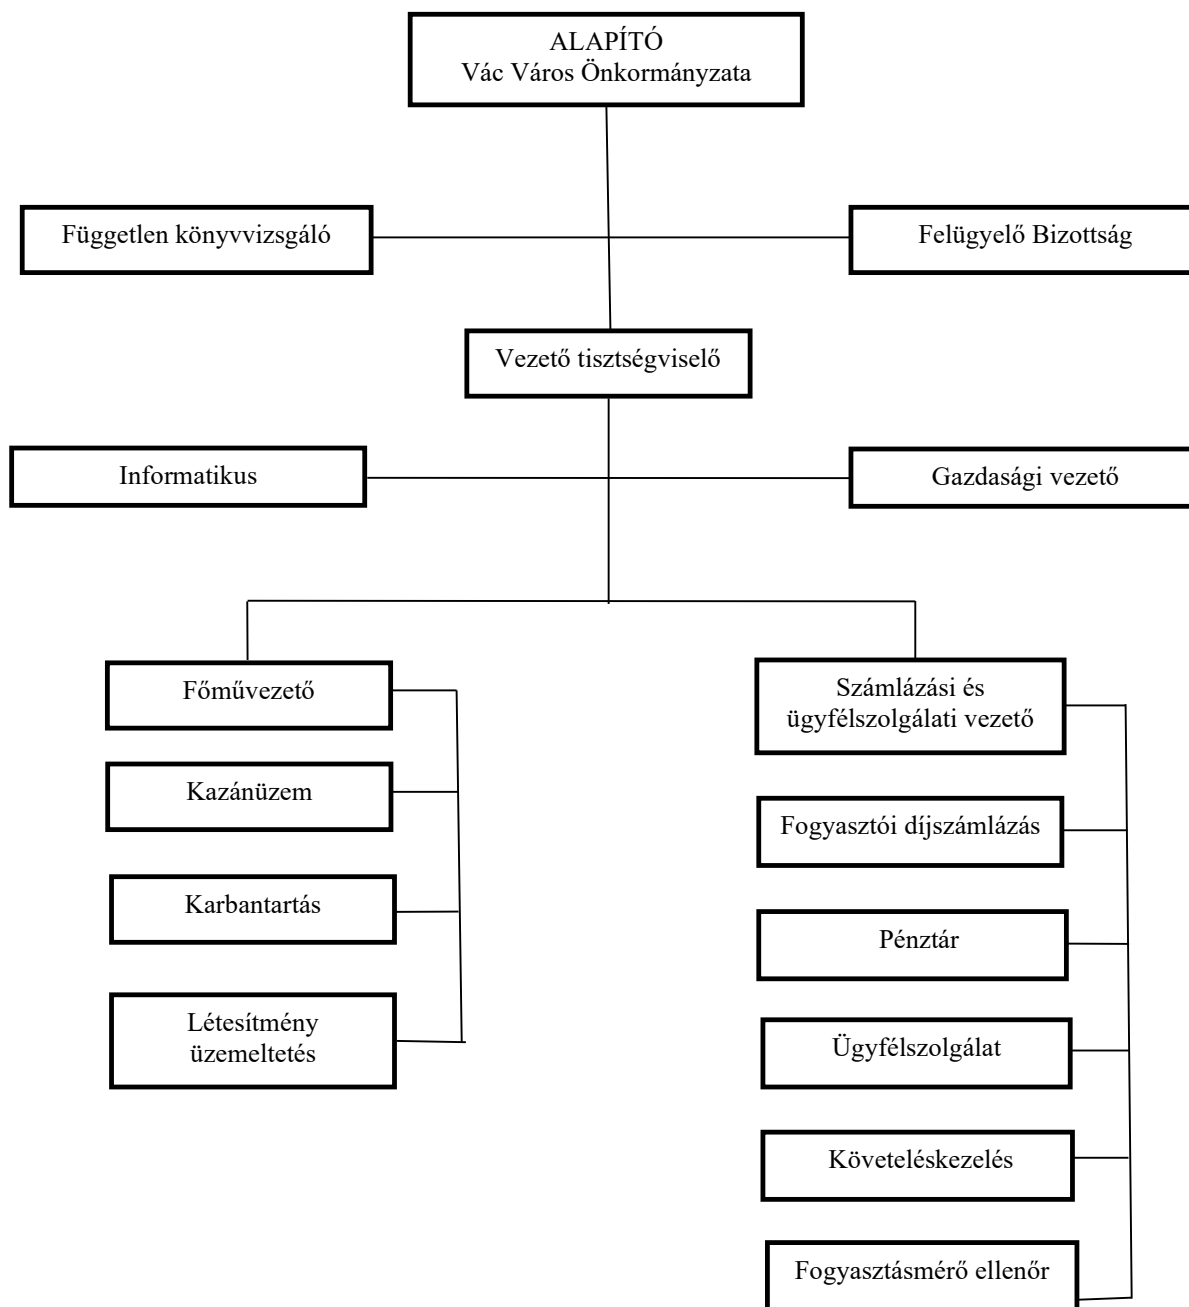 ALAPÍTÓ
Vác Város Önkormányzata
Független könyvvizsgáló
Felügyelő Bizottság
Vezető tisztségviselő
Informatikus
Gazdasági vezető
Főművezető
Kazánüzem
Karbantartás
Létesítmény
üzemeltetés
Számlázási és
ügyfélszolgálati vezető
Fogyasztói díjszámlázás
Pénztár
Ügyfélszolgálat
Követeléskezelés
Fogyasztásmérő ellenőr